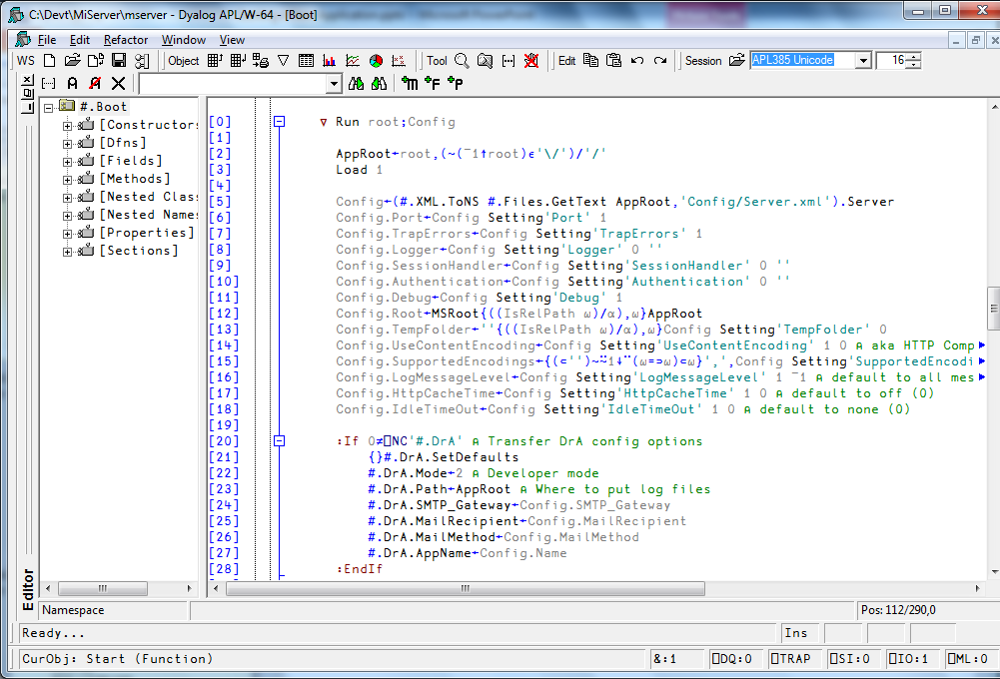 C:\Devt\MiServer\mserver - Dyalog APL/W-64 - [Boot]
File Edit Refactor Window View
WS Object Tool Edit Session APL385 Unicode 16
#.Boot
[Constructors
[Dfns]
[Fields]
[Methods]
[Nested Clas
[Nested Name
[Properties]
[Sections]
[0] ∇ Run root;Config
[1]
[2] AppRoot←root,(~(¯1↑root)∊'\/')/'/'
[3] Load 1
[4]
[5] Config←(#.XML.ToNS #.Files.GetText AppRoot,'Config/Server.xml').Server
[6] Config.Port←Config Setting'Port' 1
[7] Config.TrapErrors←Config Setting'TrapErrors' 1
[8] Config.Logger←Config Setting'Logger' 0 ''
[9] Config.SessionHandler←Config Setting'SessionHandler' 0 ''
[10] Config.Authentication←Config Setting'Authentication' 0 ''
[11] Config.Debug←Config Setting'Debug' 1
[12] Config.Root←MSRoot{((IsRelPath ⍵)/⍺),⍵}AppRoot
[13] Config.TempFolder←''{((IsRelPath ⍵)/⍺),⍵}Config Setting'TempFolder' 0
[14] Config.UseContentEncoding←Config Setting'UseContentEncoding' 1 0 ⍝ aka HTTP Comp
[15] Config.SupportedEncodings←{(⊂'')~⍨1↓¨(⍵=⊃⍵)⊂⍵}',',Config Setting'SupportedEncodi
[16] Config.LogMessageLevel←Config Setting'LogMessageLevel' 1 ¯1 ⍝ default to all mes
[17] Config.HttpCacheTime←Config Setting'HttpCacheTime' 1 0 ⍝ default to off (0)
[18] Config.IdleTimeOut←Config Setting'IdleTimeOut' 1 0 ⍝ default to none (0)
[19]
[20] :If 0≠⎕NC'#.DrA' ⍝ Transfer DrA config options
[21] {}#.DrA.SetDefaults
[22] #.DrA.Mode←2 ⍝ Developer mode
[23] #.DrA.Path←AppRoot ⍝ Where to put log files
[24] #.DrA.SMTP_Gateway←Config.SMTP_Gateway
[25] #.DrA.MailRecipient←Config.MailRecipient
[26] #.DrA.MailMethod←Config.MailMethod
[27] #.DrA.AppName←Config.Name
[28] :EndIf
Editor
Namespace Pos: 112/290,0
Ready... Ins
CurObj: Start (Function) &:1 ⎕DQ:0 ⎕TRAP ⎕SI:0 ⎕IO:1 ⎕ML:0